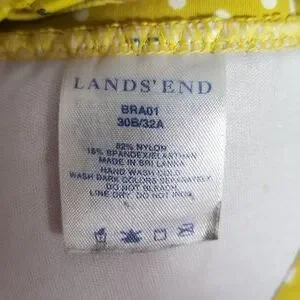 LANDS' END
BRA01
30B/32A
82% NYLON
18% SPANDEX/ELASTHAN
MADE IN SRI LANKA
HAND WASH COLD
WASH DARK COLORS SEPARATELY
DO NOT BLEACH
LINE DRY. DO NOT IRON.